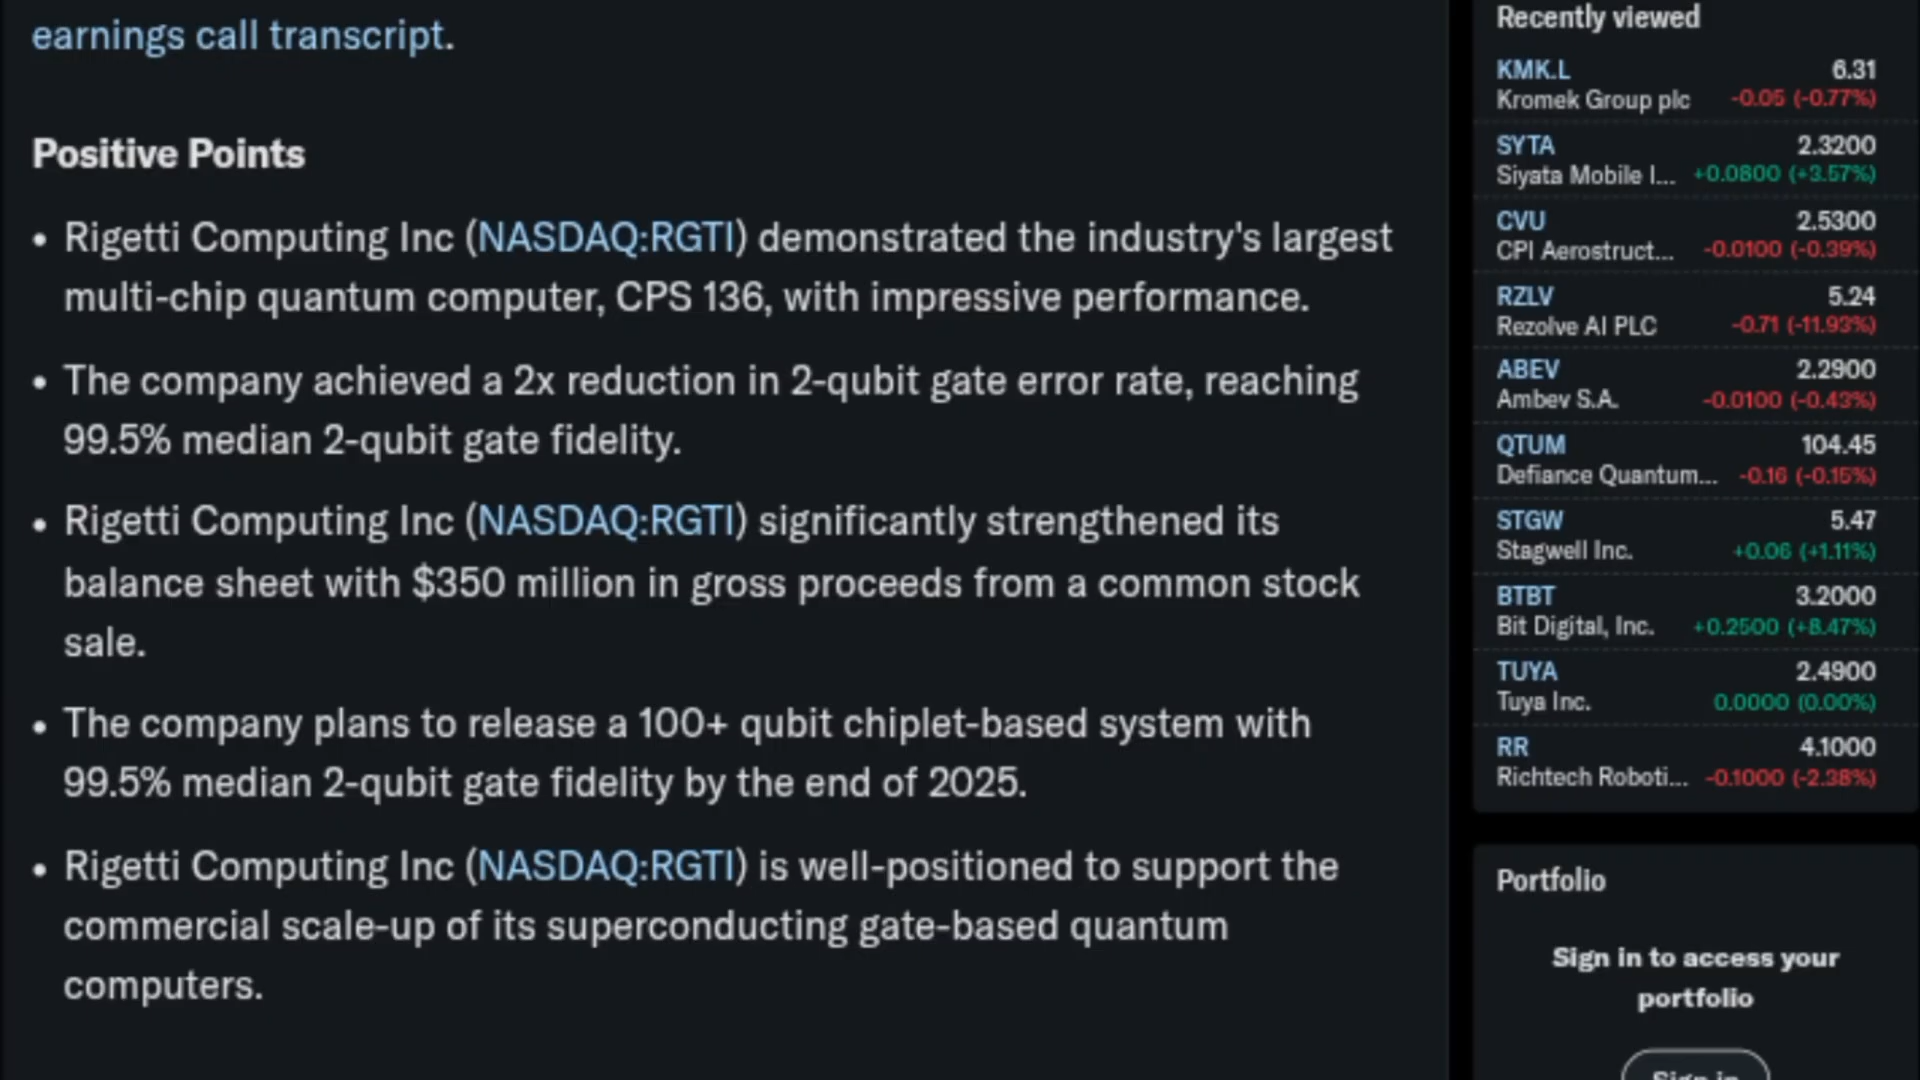 earnings call transcript.
Positive Points
• Rigetti Computing Inc (NASDAQ:RGTI) demonstrated the industry's largest
multi-chip quantum computer, CPS 136, with impressive performance.
• The company achieved a 2x reduction in 2-qubit gate error rate, reaching
99.5% median 2-qubit gate fidelity.
• Rigetti Computing Inc (NASDAQ:RGTI) significantly strengthened its
balance sheet with $350 million in gross proceeds from a common stock
sale.
• The company plans to release a 100+ qubit chiplet-based system with
99.5% median 2-qubit gate fidelity by the end of 2025.
• Rigetti Computing Inc (NASDAQ:RGTI) is well-positioned to support the
commercial scale-up of its superconducting gate-based quantum
computers.
Recently viewed
KMK.L 6.31
Kromek Group plc -0.05 (-0.77%)
SYTA 2.3200
Siyata Mobile I... +0.0800 (+3.57%)
CVU 2.5300
CPI Aerostruct... -0.0100 (-0.39%)
RZLV 5.24
Rezolve AI PLC -0.71 (-11.93%)
ABEV 2.2900
Ambev S.A. -0.0100 (-0.43%)
QTUM 104.45
Defiance Quantum... -0.16 (-0.15%)
STGW 5.47
Stagwell Inc. +0.06 (+1.11%)
BTBT 3.2000
Bit Digital, Inc. +0.2500 (+8.47%)
TUYA 2.4900
Tuya Inc. 0.0000 (0.00%)
RR 4.1000
Richtech Roboti... -0.1000 (-2.38%)
Portfolio
Sign in to access your
portfolio
Sign in